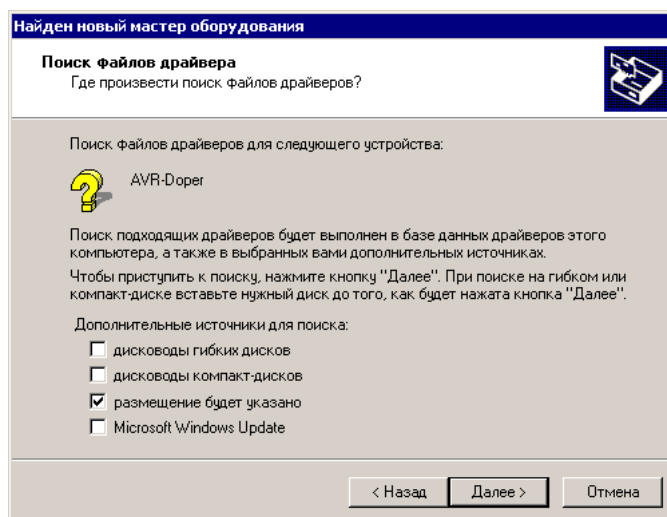 Найден новый мастер оборудования
Поиск файлов драйвера
Где произвести поиск файлов драйверов?
Поиск файлов драйверов для следующего устройства:
AVR-Doper
Поиск подходящих драйверов будет выполнен в базе данных драйверов этого
компьютера, а также в выбранных вами дополнительных источниках.
Чтобы приступить к поиску, нажмите кнопку "Далее". При поиске на гибком или
компакт-диске вставьте нужный диск до того, как будет нажата кнопка "Далее".
Дополнительные источники для поиска:
дисководы гибких дисков
дисководы компакт-дисков
размещение будет указано
Microsoft Windows Update
< Назад Далее > Отмена